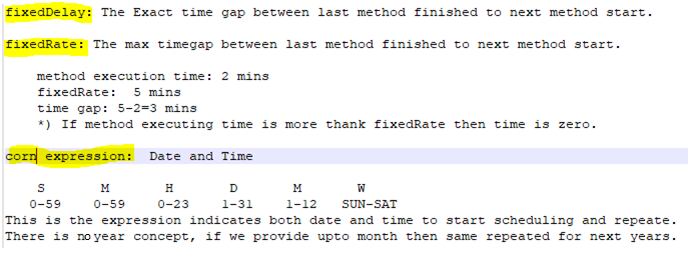 fixedDelay: The Exact time gap between last method finished to next method start.
fixedRate: The max timegap between last method finished to next method start.
method execution time: 2 mins
fixedRate: 5 mins
time gap: 5-2=3 mins
*) If method executing time is more thank fixedRate then time is zero.
corn expression: Date and Time
S M H D M W
0-59 0-59 0-23 1-31 1-12 SUN-SAT
This is the expression indicates both date and time to start scheduling and repeate.
There is no year concept, if we provide upto month then same repeated for next years.